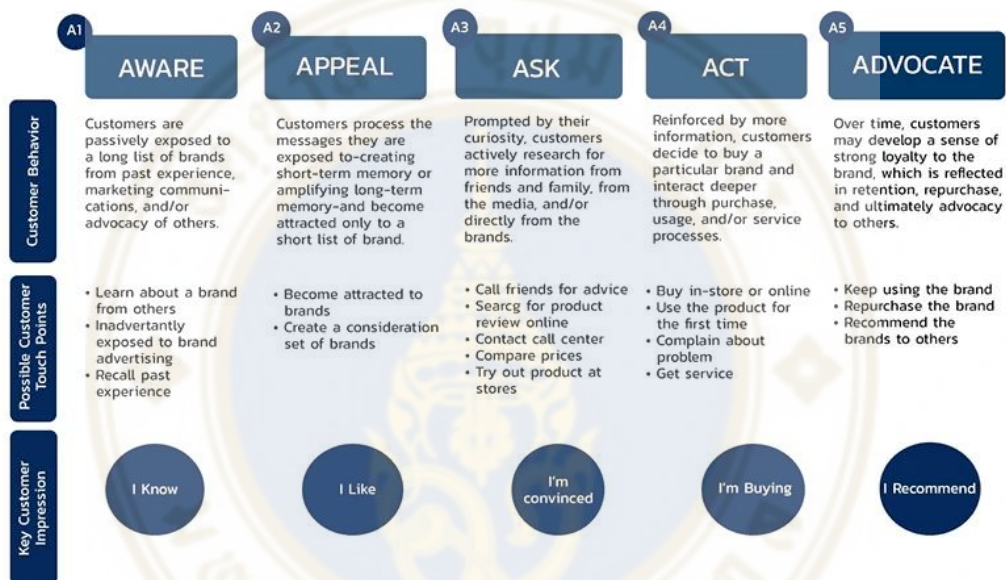 A1
AWARE
A2
APPEAL
A3
ASK
A4
ACT
A5
ADVOCATE
Customer Behavior
Customers are
passively exposed to
a long list of brands
from past experience,
marketing communi-
cations, and/or
advocacy of others.
Customers process the
messages they are
exposed to-creating
short-term memory or
amplifying long-term
memory-and become
attracted only to a
short list of brand.
Prompted by their
curiosity, customers
actively research for
more information from
friends and family, from
the media, and/or
directly from the
brands.
Reinforced by more
information, customers
decide to buy a
particular brand and
interact deeper
through purchase,
usage, and/or service
processes.
Over time, customers
may develop a sense of
strong loyalty to the
brand, which is reflected
in retention, repurchase,
and ultimately advocacy
to others.
Possible Customer
Touch Points
• Learn about a brand
from others
• Inadvertantly
exposed to brand
advertising
• Recall past
experience
• Become attracted to
brands
• Create a consideration
set of brands
• Call friends for advice
• Searcg for product
review online
• Contact call center
• Compare prices
• Try out product at
stores
• Buy in-store or online
• Use the product for
the first time
• Complain about
problem
• Get service
• Keep using the brand
• Repurchase the brand
• Recommend the
brands to others
Key Customer
Impression
I Know
I Like
I'm
convinced
I'm Buying
I Recommend